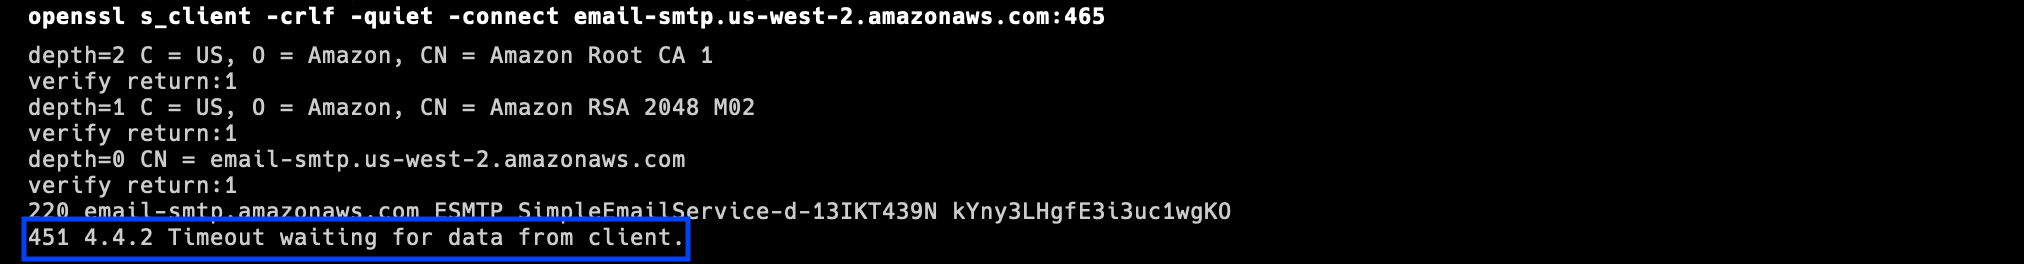 openssl s_client -crlf -quiet -connect email-smtp.us-west-2.amazonaws.com:465
depth=2 C = US, O = Amazon, CN = Amazon Root CA 1
verify return:1
depth=1 C = US, O = Amazon, CN = Amazon RSA 2048 M02
verify return:1
depth=0 CN = email-smtp.us-west-2.amazonaws.com
verify return:1
220 email-smtp.amazonaws.com ESMTP SimpleEmailService-d-13IKT439N kYny3LHgfE3i3uc1wgKO
451 4.4.2 Timeout waiting for data from client.